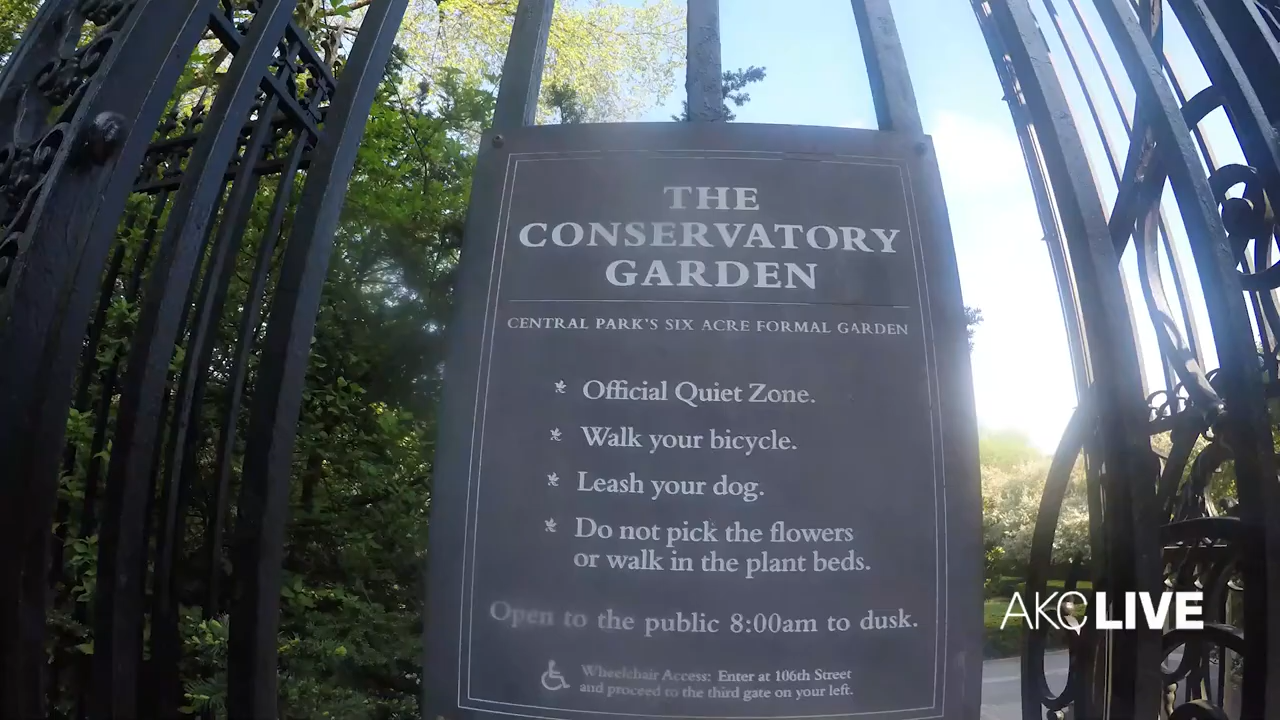 THE
CONSERVATORY
GARDEN
CENTRAL PARK'S SIX ACRE FORMAL GARDEN
Official Quiet Zone.
Walk your bicycle.
Leash your dog.
Do not pick the flowers
or walk in the plant beds.
Open to the public 8:00am to dusk.
Wheelchair Access: Enter at 106th Street
and proceed to the third gate on your left.
AKC LIVE